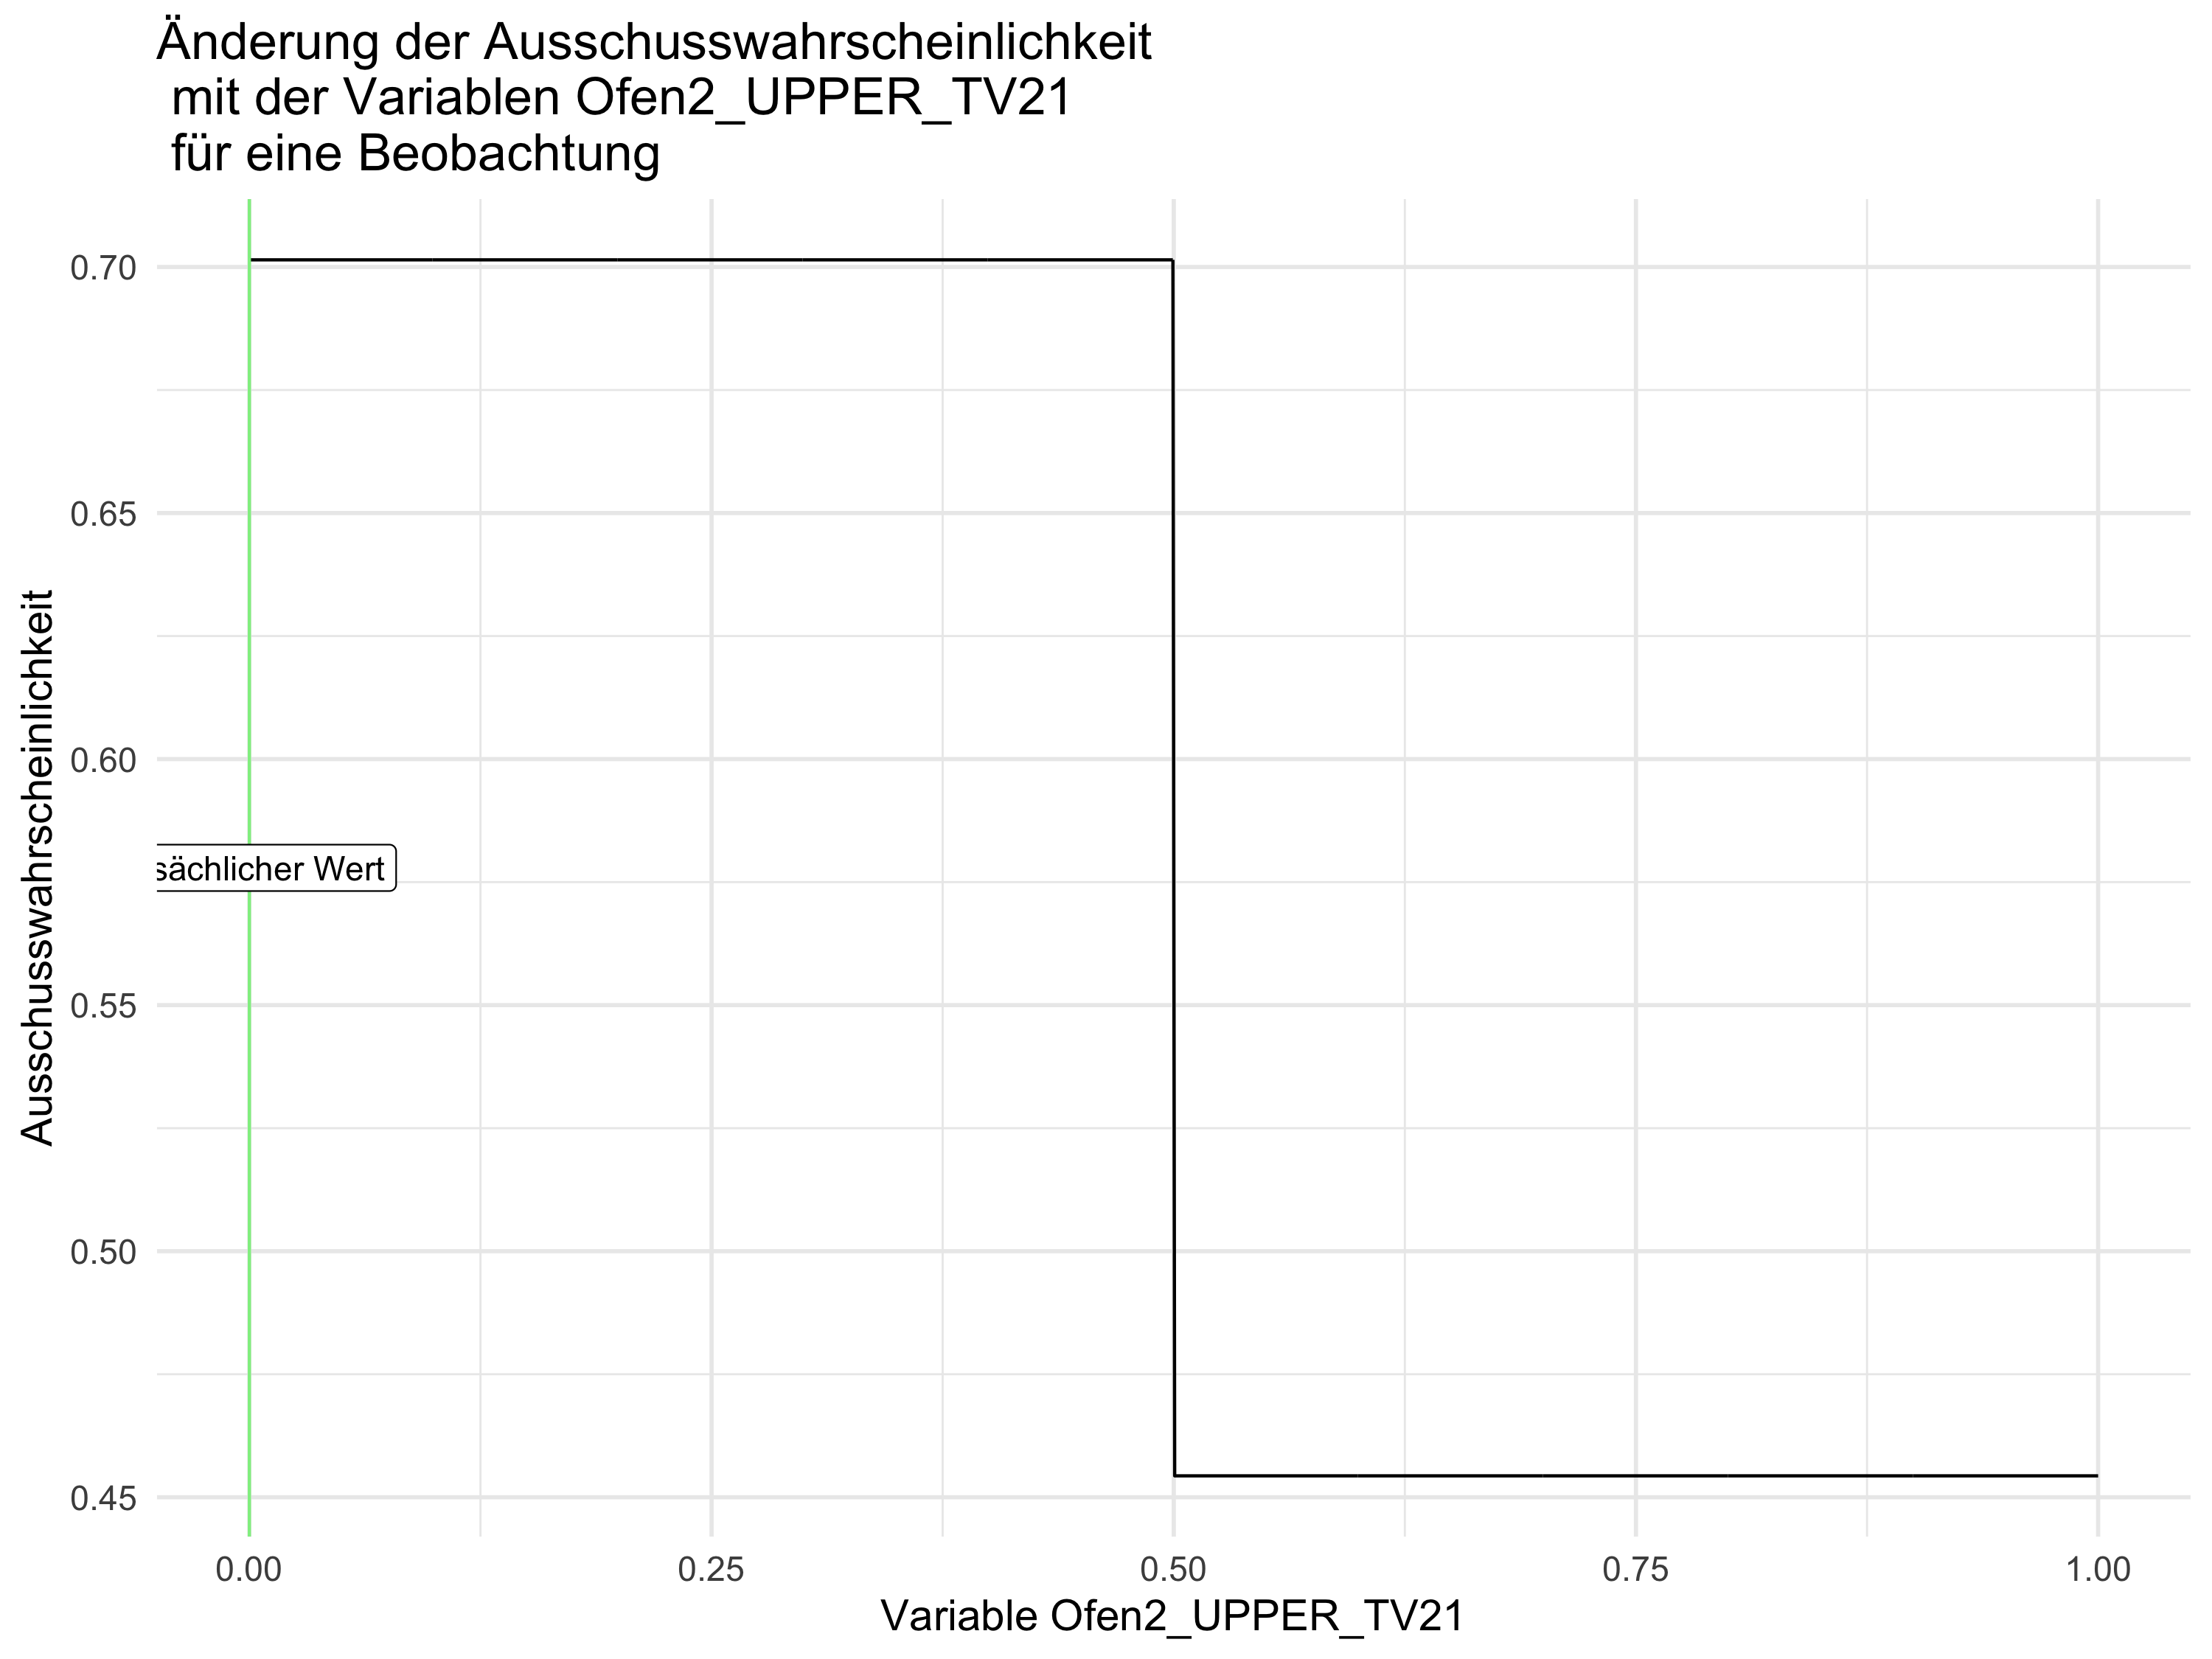 Änderung der Ausschusswahrscheinlichkeit
mit der Variablen Ofen2_UPPER_TV21
für eine Beobachtung
Ausschusswahrscheinlichkeit
0.70
0.65
0.60
sächlicher Wert
0.55
0.50
0.45
0.00 0.25 0.50 0.75 1.00
Variable Ofen2_UPPER_TV21